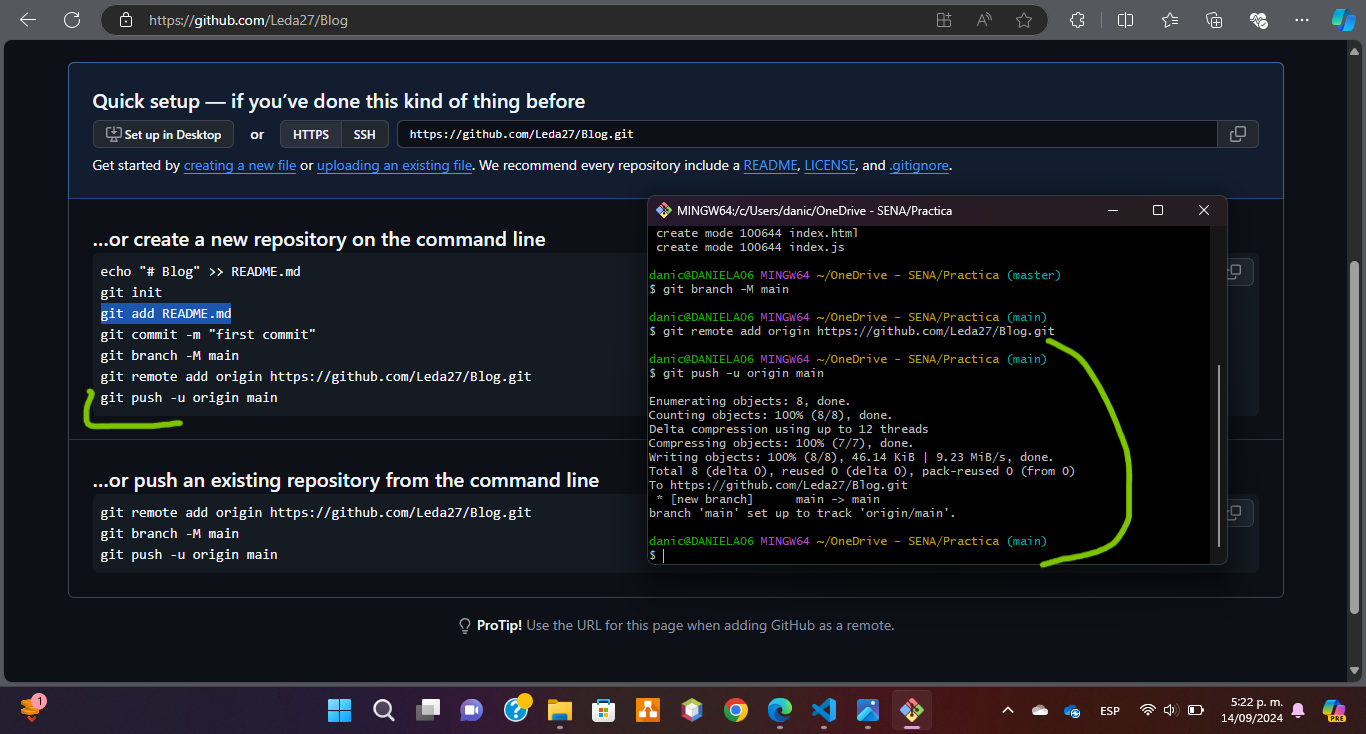 https://github.com/Leda27/Blog
Quick setup — if you've done this kind of thing before
Set up in Desktop or HTTPS SSH https://github.com/Leda27/Blog.git
Get started by creating a new file or uploading an existing file. We recommend every repository include a README, LICENSE, and .gitignore.
...or create a new repository on the command line
echo "# Blog" >> README.md
git init
git add README.md
git commit -m "first commit"
git branch -M main
git remote add origin https://github.com/Leda27/Blog.git
git push -u origin main
...or push an existing repository from the command line
git remote add origin https://github.com/Leda27/Blog.git
git branch -M main
git push -u origin main
ProTip! Use the URL for this page when adding GitHub as a remote.
MINGW64:/c/Users/danic/OneDrive - SENA/Practica
create mode 100644 index.html
create mode 100644 index.js
danic@DANIELA06 MINGW64 ~/OneDrive - SENA/Practica (master)
$ git branch -M main
danic@DANIELA06 MINGW64 ~/OneDrive - SENA/Practica (main)
$ git remote add origin https://github.com/Leda27/Blog.git
danic@DANIELA06 MINGW64 ~/OneDrive - SENA/Practica (main)
$ git push -u origin main
Enumerating objects: 8, done.
Counting objects: 100% (8/8), done.
Delta compression using up to 12 threads
Compressing objects: 100% (7/7), done.
Writing objects: 100% (8/8), 46.14 KiB | 9.23 MiB/s, done.
Total 8 (delta 0), reused 0 (delta 0), pack-reused 0 (from 0)
To https://github.com/Leda27/Blog.git
* [new branch]      main -> main
branch 'main' set up to track 'origin/main'.
danic@DANIELA06 MINGW64 ~/OneDrive - SENA/Practica (main)
$
1
ESP
5:22 p. m.
14/09/2024
PRE